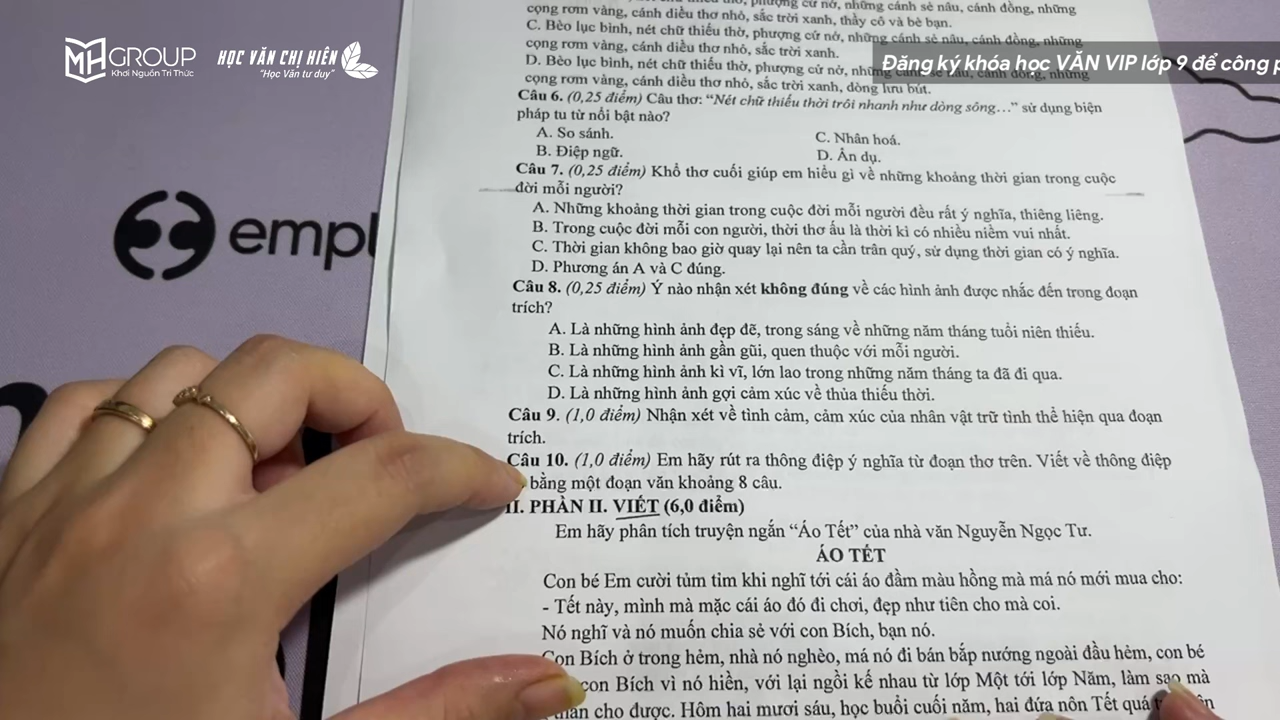 MH GROUP
Khơi Nguồn Tri Thức
HỌC VĂN CHỊ HIÊN
"Học Văn tư duy"
Đăng ký khóa học VĂN VIP lớp 9 để công p
empl
phượng cứ nở, những cánh sẻ nâu, cánh đồng, những
cọng rơm vàng, cánh diều thơ nhỏ, sắc trời xanh, thầy cô và bè bạn.
C. Bèo lục bình, nét chữ thiếu thờ, phượng cứ nở, những cánh sẻ nâu, cánh đồng, những
cọng rơm vàng, cánh diều thơ nhỏ, sắc trời xanh.
D. Bèo lục bình, nét chữ thiếu thờ, phượng cứ nở, những cánh sẻ nâu, cánh đồng, những
cọng rơm vàng, cánh diều thơ nhỏ, sắc trời xanh, dòng lưu bút.
Câu 6. (0,25 điểm) Câu thơ: “Nét chữ thiếu thời trôi nhanh như dòng sông…” sử dụng biện
pháp tu từ nổi bật nào?
A. So sánh.
C. Nhân hoá.
B. Điệp ngữ.
D. Ẩn dụ.
Câu 7. (0,25 điểm) Khổ thơ cuối giúp em hiểu gì về những khoảng thời gian trong cuộc
đời mỗi người?
A. Những khoảng thời gian trong cuộc đời mỗi người đều rất ý nghĩa, thiêng liêng.
B. Trong cuộc đời mỗi con người, thời thơ ấu là thời kì có nhiều niềm vui nhất.
C. Thời gian không bao giờ quay lại nên ta cần trân quý, sử dụng thời gian có ý nghĩa.
D. Phương án A và C đúng.
Câu 8. (0,25 điểm) Ý nào nhận xét không đúng về các hình ảnh được nhắc đến trong đoạn
trích?
A. Là những hình ảnh đẹp đẽ, trong sáng về những năm tháng tuổi niên thiếu.
B. Là những hình ảnh gần gũi, quen thuộc với mỗi người.
C. Là những hình ảnh kì vĩ, lớn lao trong những năm tháng ta đã đi qua.
D. Là những hình ảnh gợi cảm xúc về thủa thiếu thời.
Câu 9. (1,0 điểm) Nhận xét về tình cảm, cảm xúc của nhân vật trữ tình thể hiện qua đoạn
trích.
Câu 10. (1,0 điểm) Em hãy rút ra thông điệp ý nghĩa từ đoạn thơ trên. Viết về thông điệp
bằng một đoạn văn khoảng 8 câu.
II. PHẦN II. VIẾT (6,0 điểm)
Em hãy phân tích truyện ngắn “Áo Tết” của nhà văn Nguyễn Ngọc Tư.
ÁO TẾT
Con bé Em cười tủm tỉm khi nghĩ tới cái áo đầm màu hồng mà má nó mới mua cho:
- Tết này, mình mà mặc cái áo đó đi chơi, đẹp như tiên cho mà coi.
Nó nghĩ và nó muốn chia sẻ với con Bích, bạn nó.
Con Bích ở trong hẻm, nhà nó nghèo, má nó đi bán bắp nướng ngoài đầu hẻm, con bé
con Bích vì nó hiền, với lại ngồi kế nhau từ lớp Một tới lớp Năm, làm sao mà
cho được. Hôm hai mươi sáu, học buổi cuối năm, hai đứa nôn Tết quá